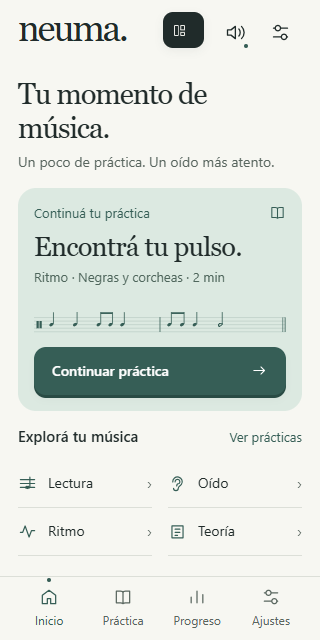 neuma.
Tu momento de
música.
Un poco de práctica. Un oído más atento.
Continuá tu práctica
Encontrá tu pulso.
Ritmo · Negras y corcheas · 2 min
Continuar práctica →
Explorá tu música
Ver prácticas
Lectura ›
Oído ›
Ritmo ›
Teoría ›
Inicio
Práctica
Progreso
Ajustes